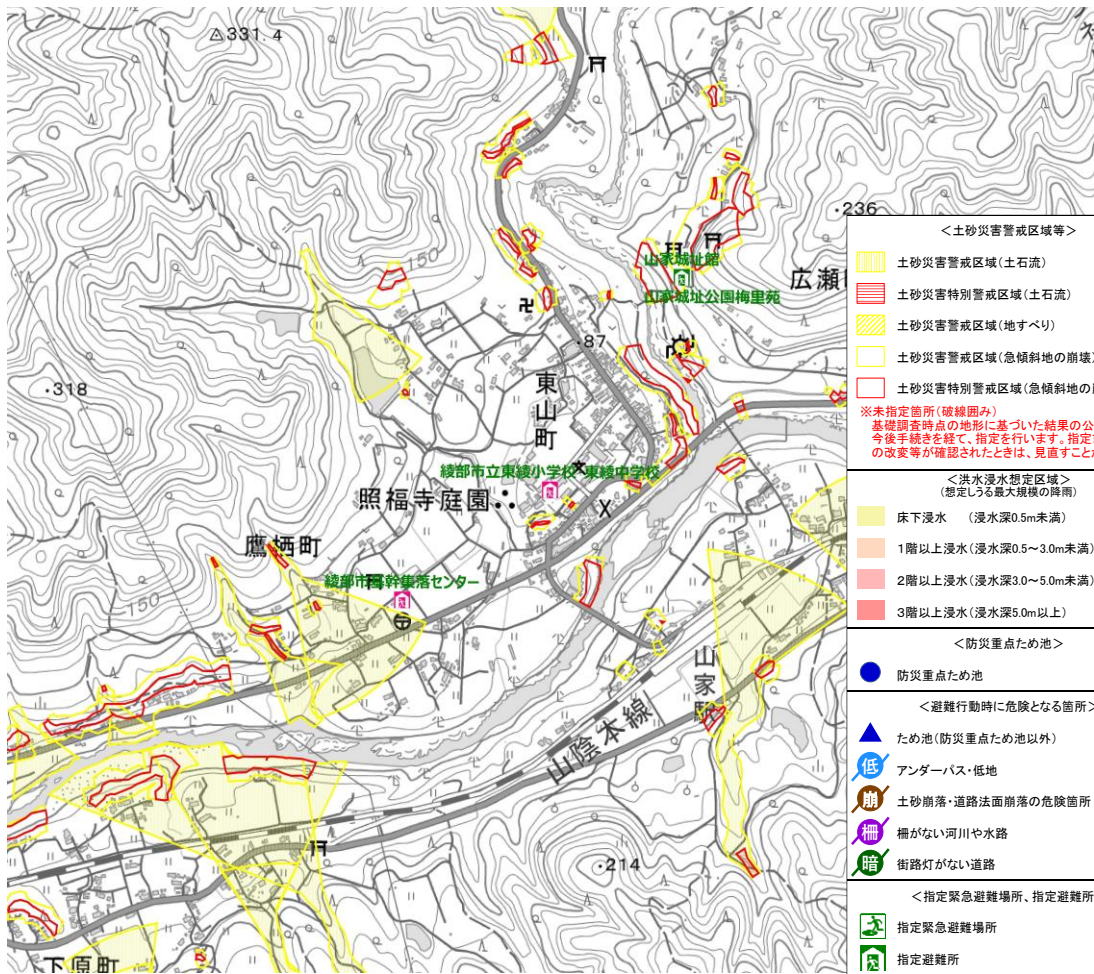 331.4
150
236
山家城址館
山家城址公園梅里苑
広瀬
87
318
東山町
綾部市立東綾小学校・東綾中学校
照福寺庭園
鷹栖町
150
山家駅
山陰本線
214
下原町
＜土砂災害警戒区域等＞
土砂災害警戒区域(土石流)
土砂災害特別警戒区域(土石流)
土砂災害警戒区域(地すべり)
土砂災害警戒区域(急傾斜地の崩壊)
土砂災害特別警戒区域(急傾斜地の
※未指定箇所(破線囲み)
基礎調査時点の地形に基づいた結果の公
今後手続きを経て、指定を行います。指定
の改変等が確認されたときは、見直すこと
＜洪水浸水想定区域＞
(想定しうる最大規模の降雨)
床下浸水　(浸水深0.5m未満)
1階以上浸水(浸水深0.5～3.0m未満)
2階以上浸水(浸水深3.0～5.0m未満)
3階以上浸水(浸水深5.0m以上)
＜防災重点ため池＞
防災重点ため池
＜避難行動時に危険となる箇所＞
ため池(防災重点ため池以外)
低 アンダーパス・低地
崩 土砂崩落・道路法面崩落の危険箇所
柵 柵がない河川や水路
暗 街路灯がない道路
＜指定緊急避難場所、指定避難所
指定緊急避難場所
指定避難所